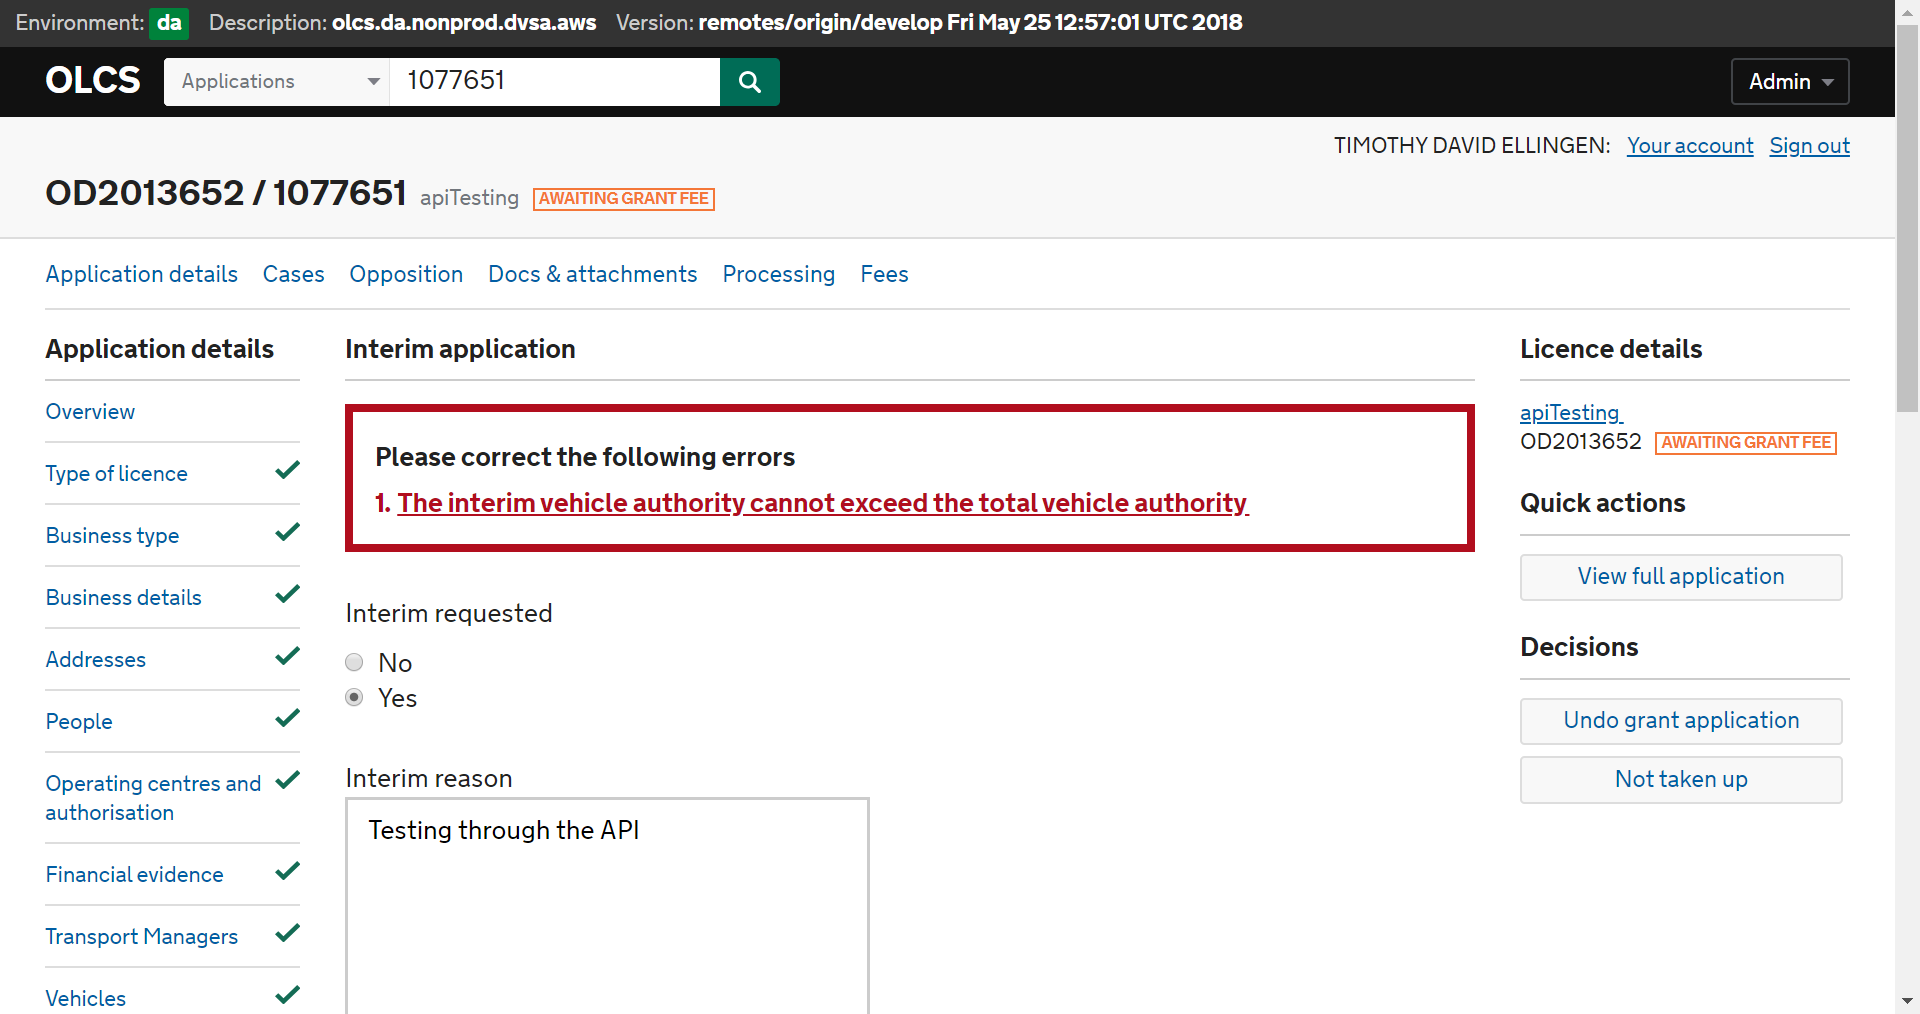 Environment: da Description: olcs.da.nonprod.dvsa.aws Version: remotes/origin/develop Fri May 25 12:57:01 UTC 2018
OLCS Applications 1077651 Admin
TIMOTHY DAVID ELLINGEN: Your account Sign out
OD2013652 / 1077651 apiTesting AWAITING GRANT FEE
Application details Cases Opposition Docs & attachments Processing Fees
Application details
Overview
Type of licence
Business type
Business details
Addresses
People
Operating centres and
authorisation
Financial evidence
Transport Managers
Vehicles
Interim application
Please correct the following errors
1. The interim vehicle authority cannot exceed the total vehicle authority
Interim requested
No
Yes
Interim reason
Testing through the API
Licence details
apiTesting
OD2013652 AWAITING GRANT FEE
Quick actions
View full application
Decisions
Undo grant application
Not taken up